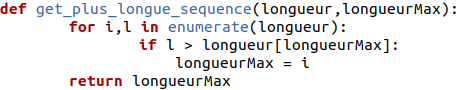 def get_plus_longue_sequence(longueur,longueurMax):
        for i,l in enumerate(longueur):
                if l > longueur[longueurMax]:
                    longueurMax = i
        return longueurMax